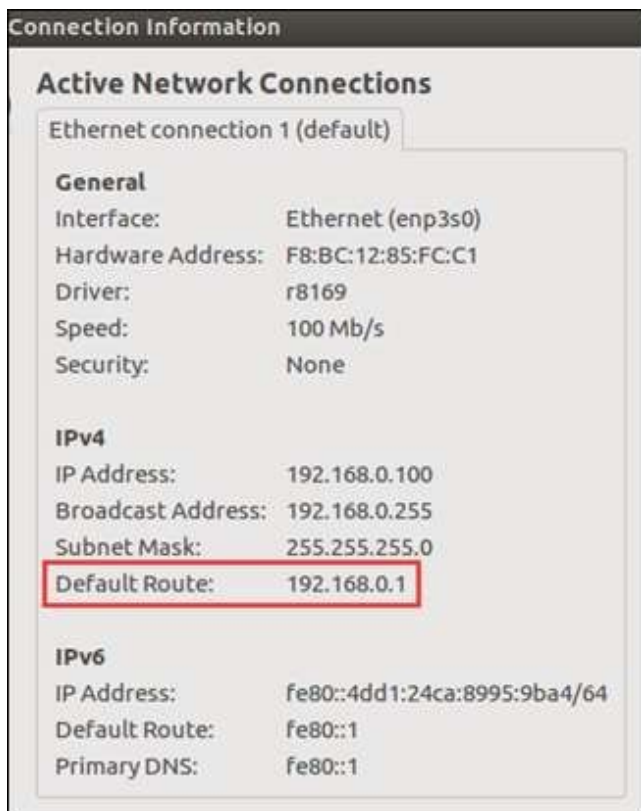 Connection Information
Active Network Connections
Ethernet connection 1 (default)
General
Interface: Ethernet (enp3s0)
Hardware Address: F8:BC:12:85:FC:C1
Driver: r8169
Speed: 100 Mb/s
Security: None
IPv4
IP Address: 192.168.0.100
Broadcast Address: 192.168.0.255
Subnet Mask: 255.255.255.0
Default Route: 192.168.0.1
IPv6
IP Address: fe80::4dd1:24ca:8995:9ba4/64
Default Route: fe80::1
Primary DNS: fe80::1